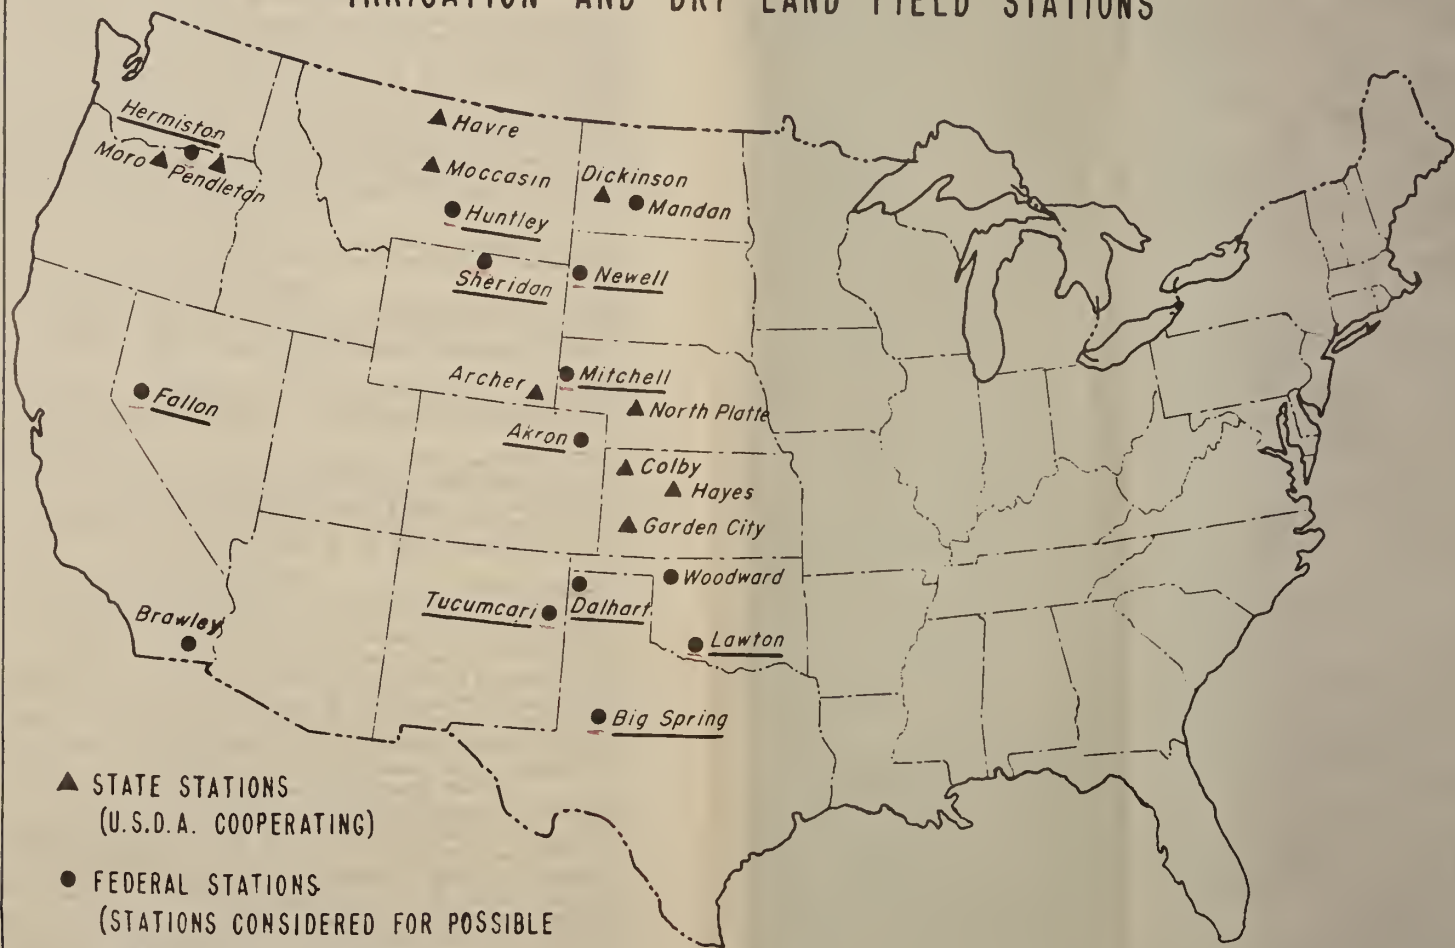 IRRIGATION AND DRY LAND FIELD STATIONS
Hermiston
Moro
Pendleton
Havre
Moccasin
Huntley
Dickinson
Mandan
Sheridan
Newell
Archer
Mitchell
North Platte
Fallon
Akron
Colby
Hayes
Garden City
Woodward
Tucumcari
Dalhart
Brawley
Lawton
Big Spring
STATE STATIONS
(U.S.D.A. COOPERATING)
FEDERAL STATIONS
(STATIONS CONSIDERED FOR POSSIBLE